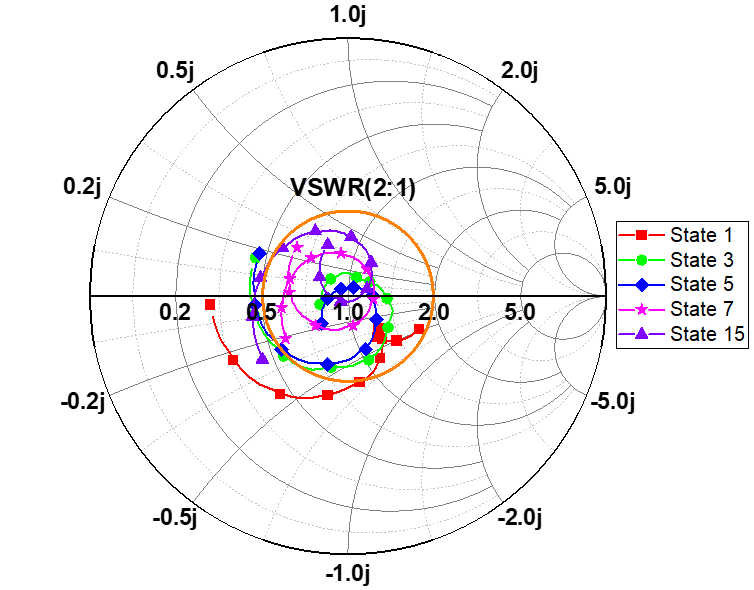 1.0j
0.5j
2.0j
0.2j
VSWR(2:1)
5.0j
State 1
State 3
State 5
State 7
State 15
0.2
0.5
1.0
2.0
5.0
-0.2j
-5.0j
-0.5j
-2.0j
-1.0j